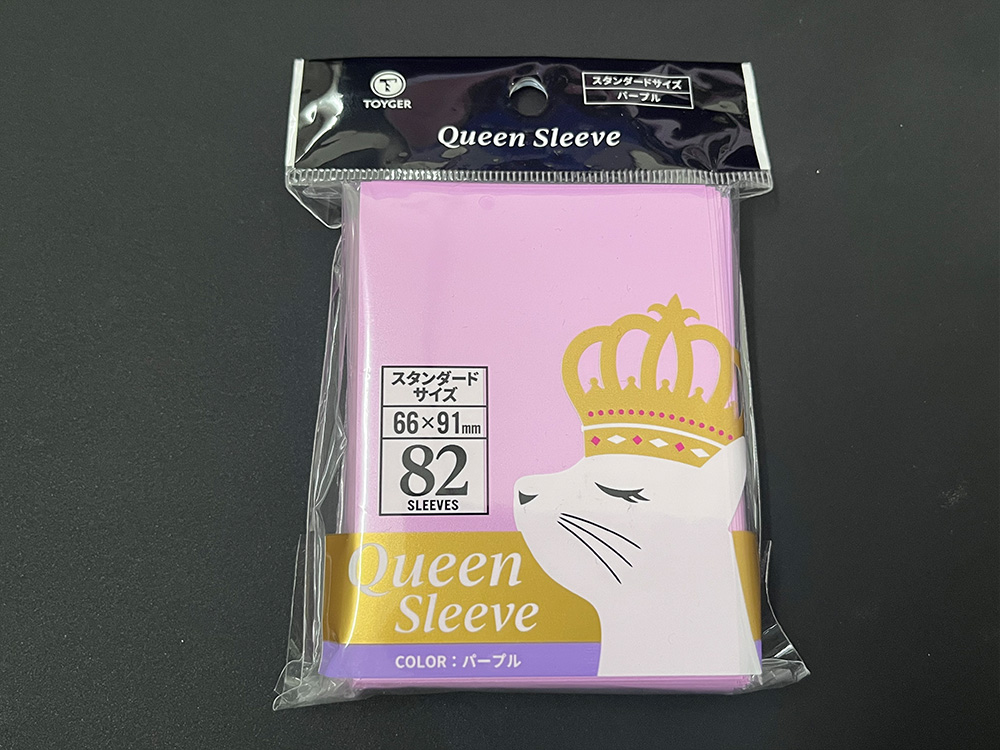 TOYGER
スタンダードサイズ
パープル
Queen Sleeve
スタンダード
サイズ
66×91mm
82
SLEEVES
Queen
Sleeve
COLOR：パープル